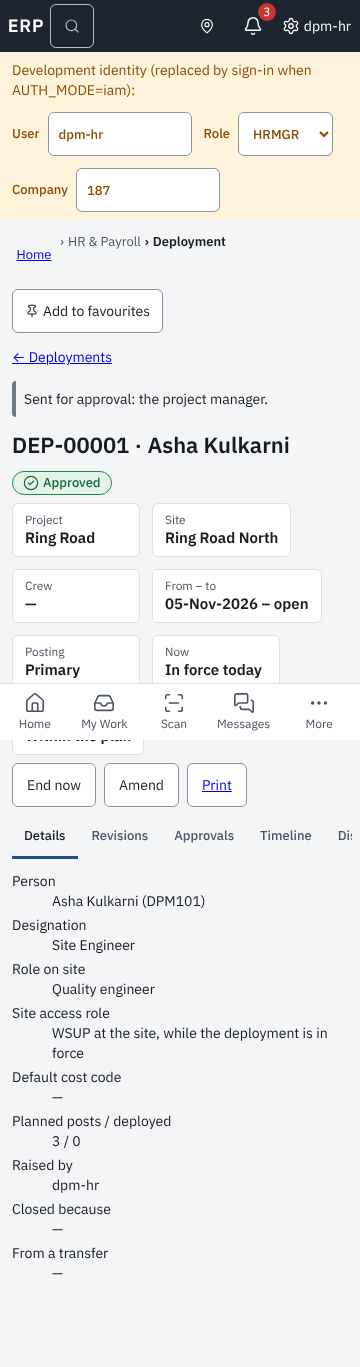 ERP
3
dpm-hr
Development identity (replaced by sign-in when
AUTH_MODE=iam):
User dpm-hr Role HRMGR
Company 187
Home › HR & Payroll › Deployment
Add to favourites
← Deployments
Sent for approval: the project manager.
DEP-00001 · Asha Kulkarni
Approved
Project
Ring Road
Site
Ring Road North
Crew
—
From – to
05-Nov-2026 – open
Posting
Primary
Now
In force today
Home
My Work
Scan
Messages
More
Within the plan
End now
Amend
Print
Details Revisions Approvals Timeline Dis
Person
Asha Kulkarni (DPM101)
Designation
Site Engineer
Role on site
Quality engineer
Site access role
WSUP at the site, while the deployment is in
force
Default cost code
—
Planned posts / deployed
3 / 0
Raised by
dpm-hr
Closed because
—
From a transfer
—